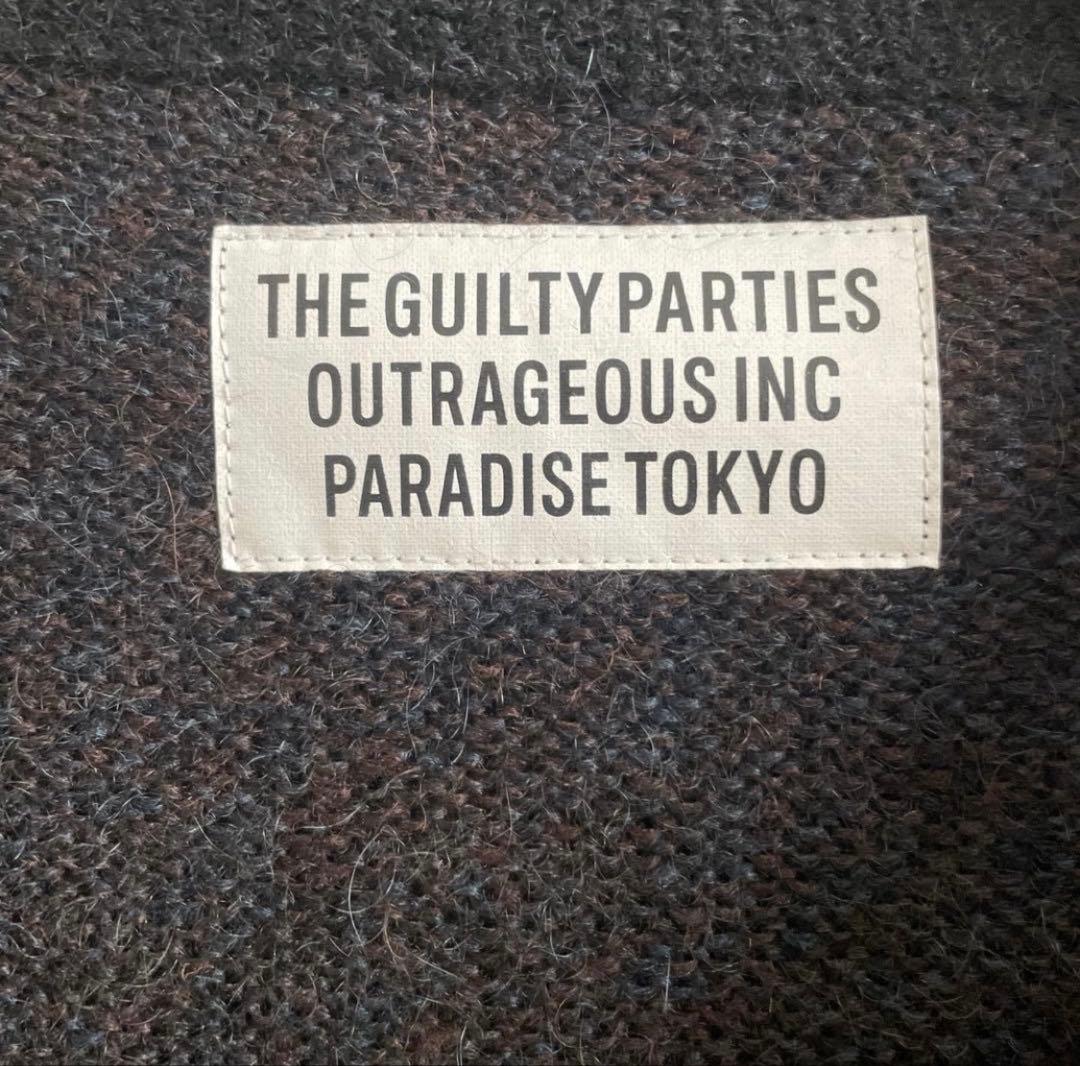 THE GUILTY PARTIES
OUTRAGEOUS INC
PARADISE TOKYO